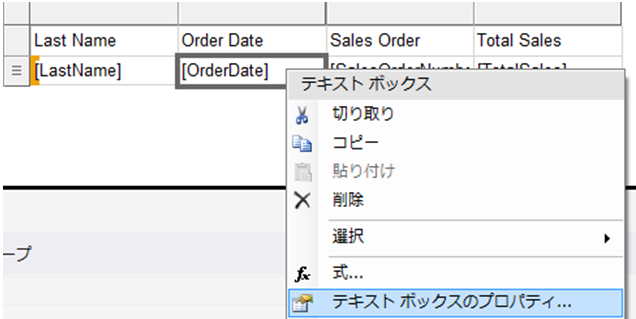 Last Name Order Date Sales Order Total Sales
[LastName] [OrderDate]
テキスト ボックス
切り取り
コピー
貼り付け
削除
選択
fx 式...
テキスト ボックスのプロパティ...
ープ